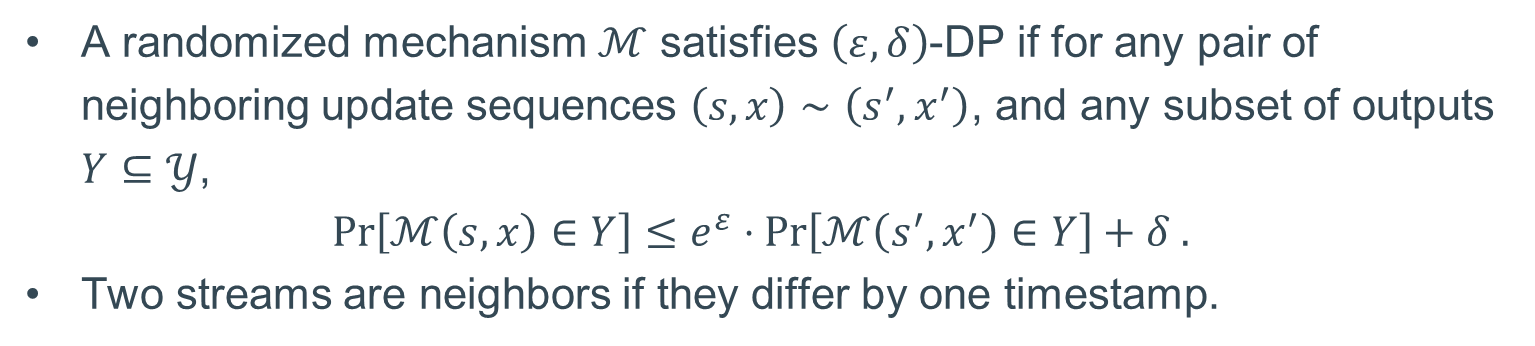 • A randomized mechanism ℳ satisfies (𝜀, 𝛿)-DP if for any pair of
neighboring update sequences (𝑠, 𝑥) ~ (𝑠′, 𝑥′), and any subset of outputs
𝑌 ⊆ 𝒴,
Pr[ℳ(𝑠, 𝑥) ∈ 𝑌] ≤ 𝑒^𝜀 ⋅ Pr[ℳ(𝑠′, 𝑥′) ∈ 𝑌] + 𝛿 .
• Two streams are neighbors if they differ by one timestamp.